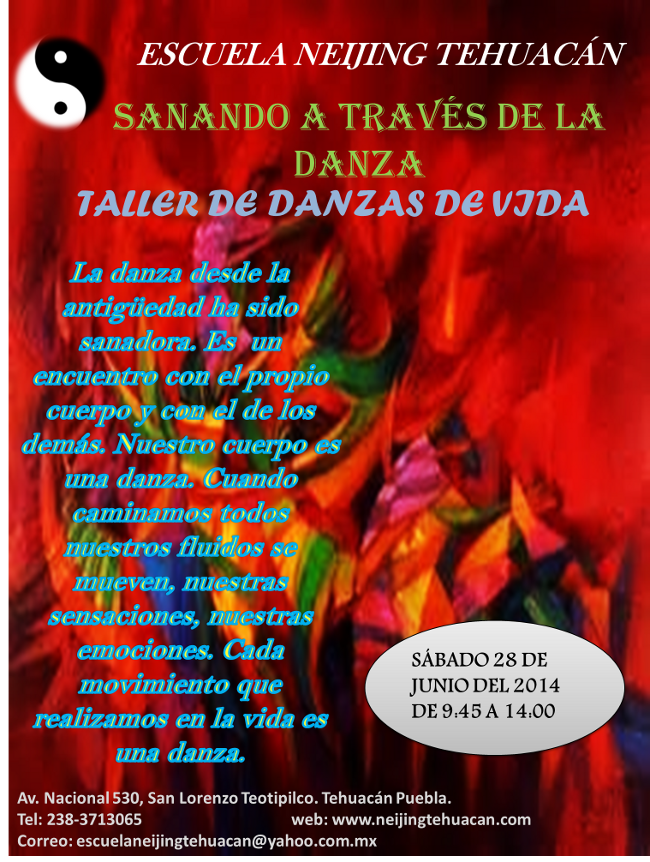 ESCUELA NEIJING TEHUACÁN
SANANDO A TRAVÉS DE LA
DANZA
TALLER DE DANZAS DE VIDA
La danza desde la
antigüedad ha sido
sanadora. Es un
encuentro con el propio
cuerpo y con el de los
demás. Nuestro cuerpo es
una danza. Cuando
caminamos todos
nuestros fluidos se
mueven, nuestras
sensaciones, nuestras
emociones. Cada
movimiento que
realizamos en la vida es
una danza.
SÁBADO 28 DE
JUNIO DEL 2014
DE 9:45 A 14:00
Av. Nacional 530, San Lorenzo Teotipilco. Tehuacán Puebla.
Tel: 238-3713065 web: www.neijingtehuacan.com
Correo: escuelaneijingtehuacan@yahoo.com.mx